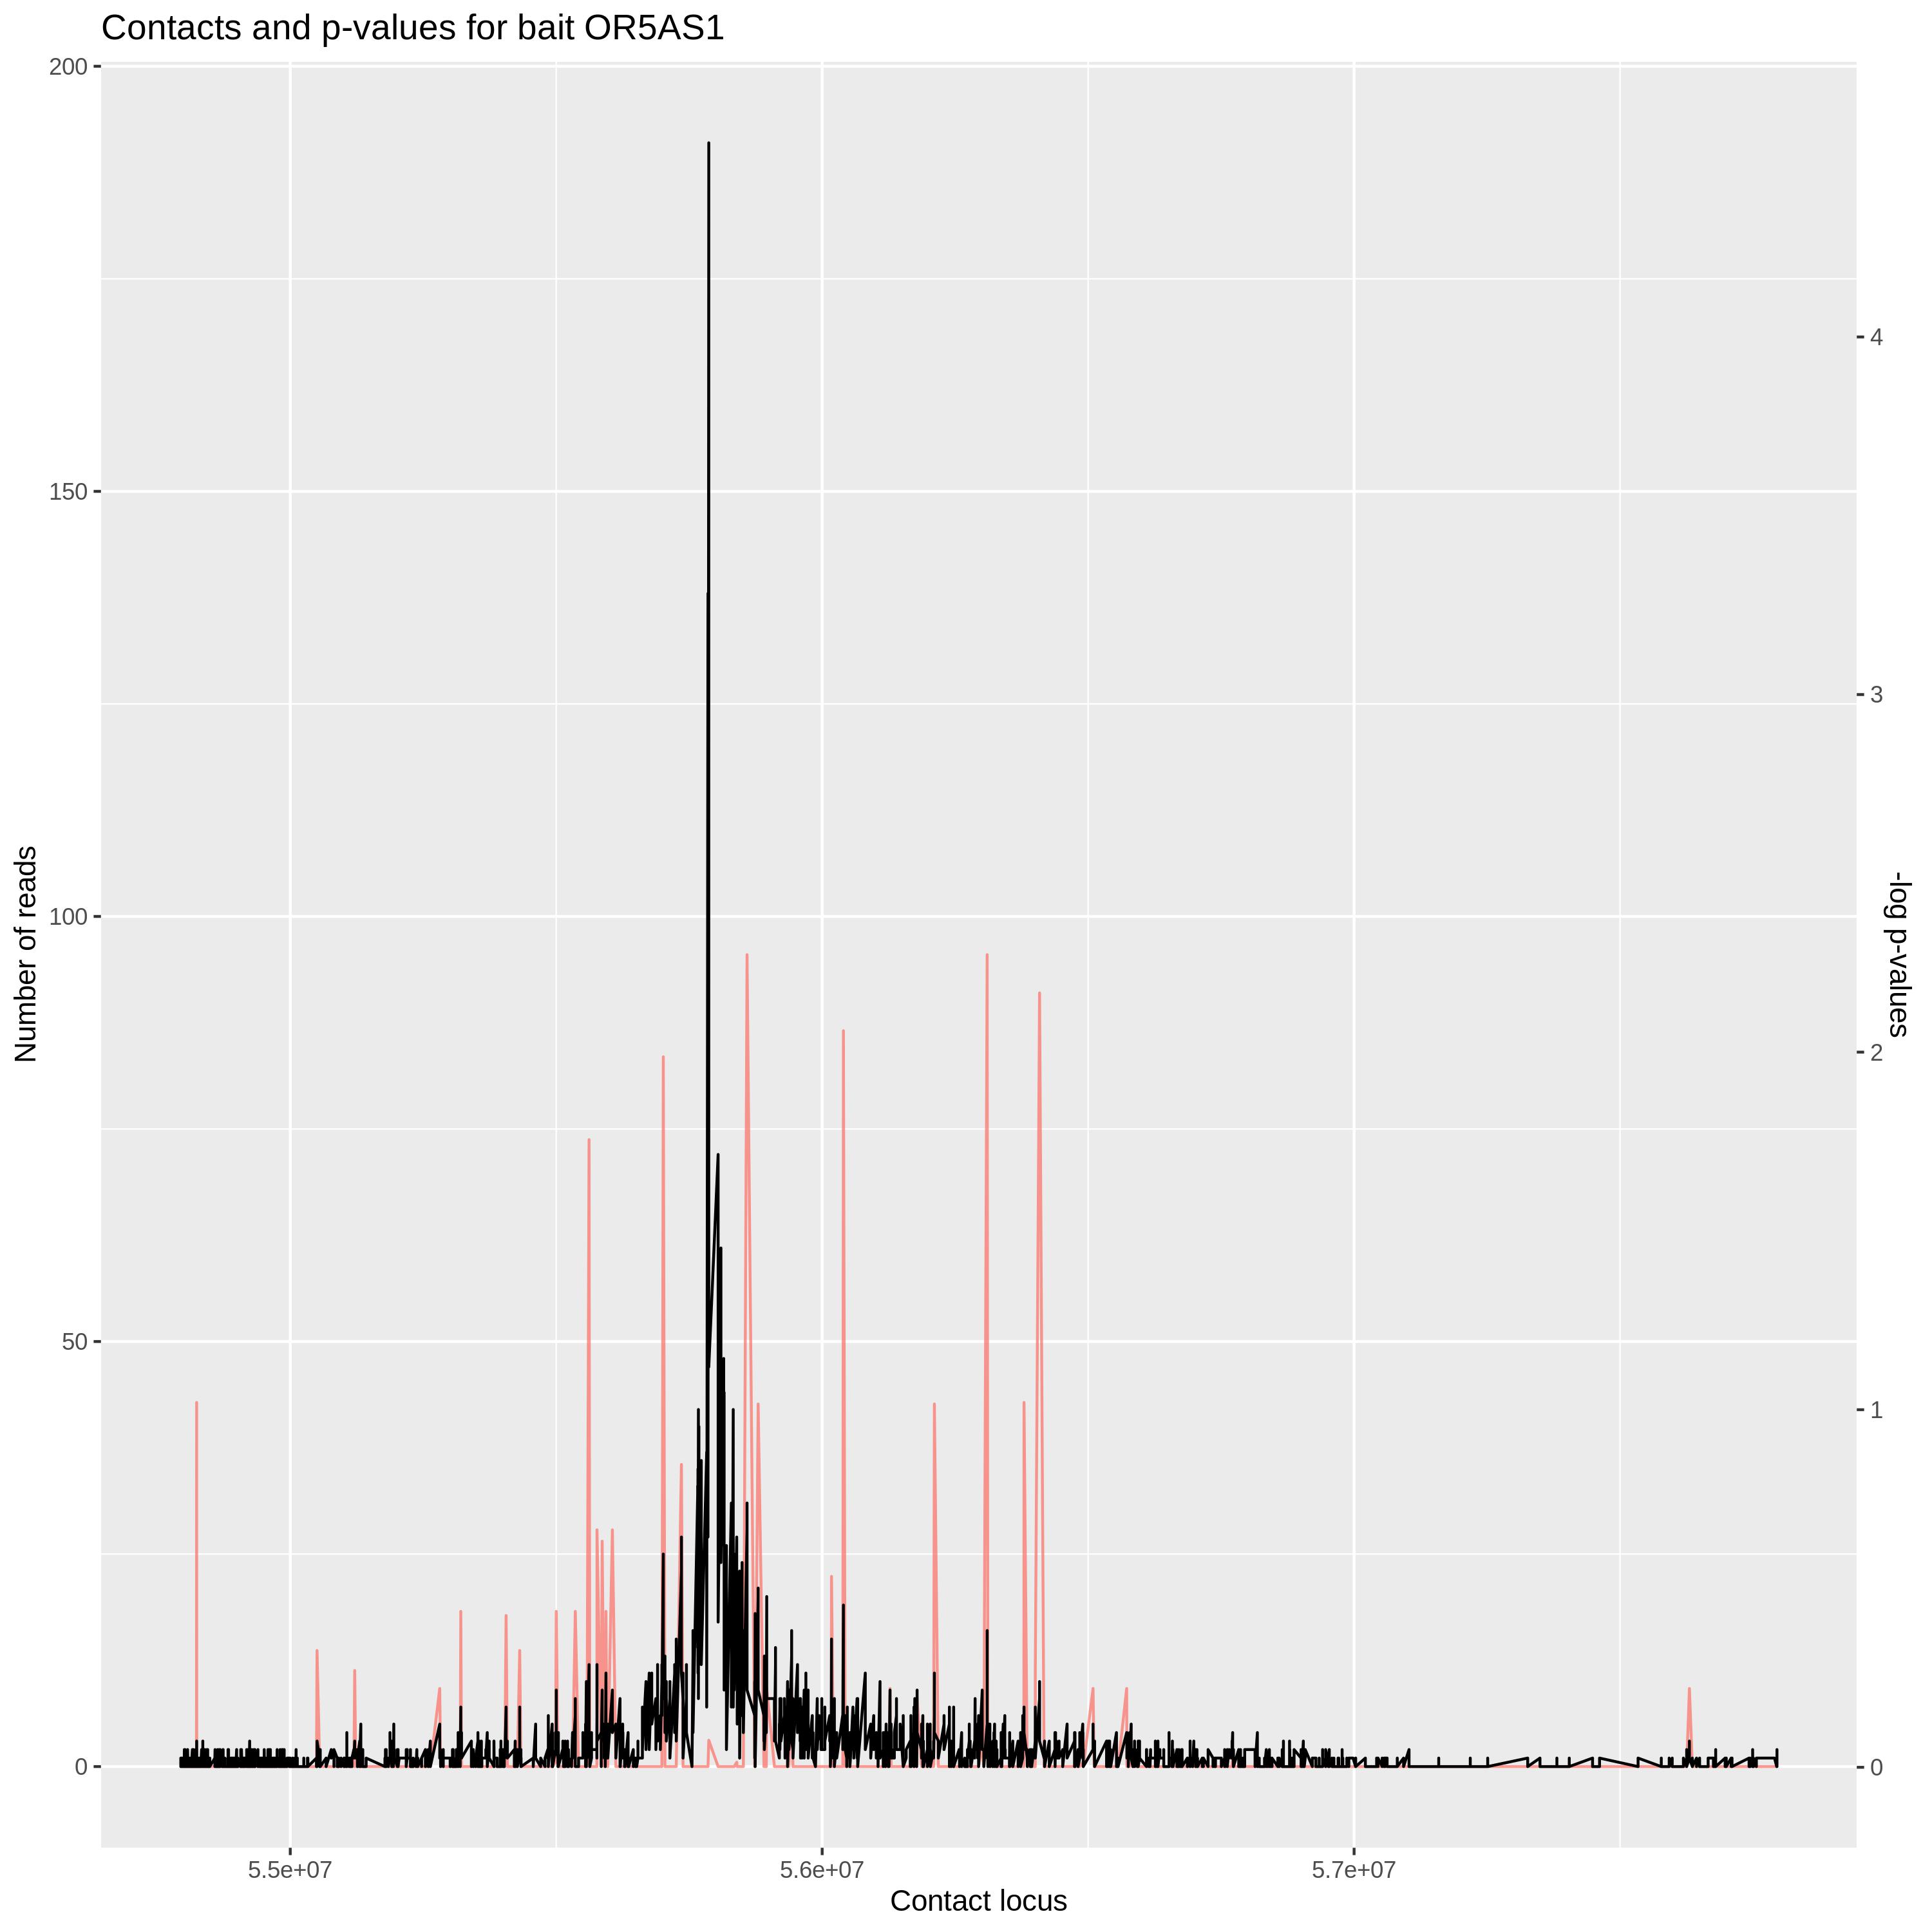 Contacts and p-values for bait OR5AS1
200
150
100
50
0
4
3
2
1
0
Number of reads
-log p-values
5.5e+07 5.6e+07 5.7e+07
Contact locus